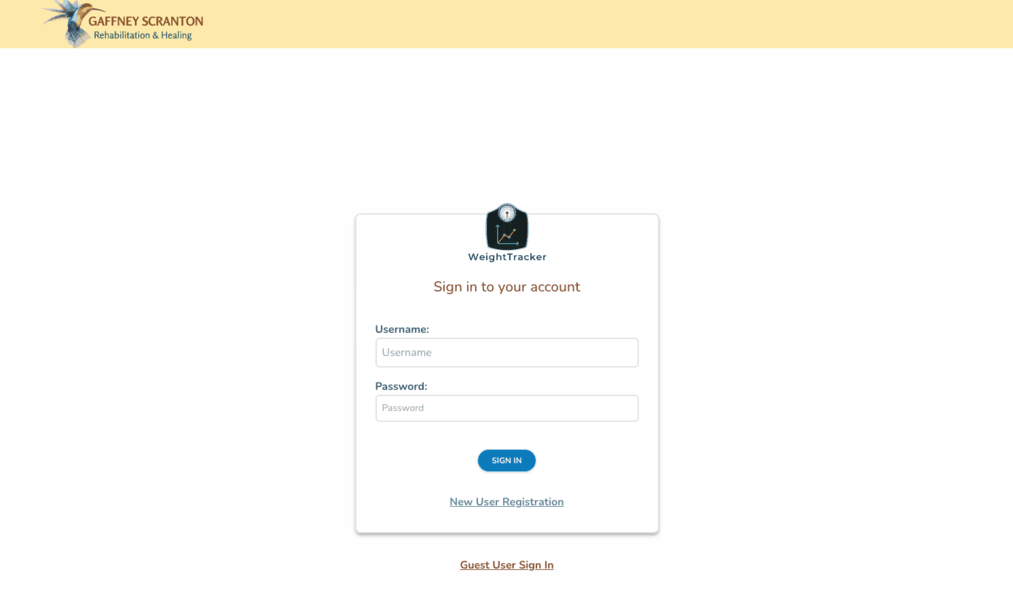 GAFFNEY SCRANTON
Rehabilitation & Healing
WeightTracker
Sign in to your account
Username:
Username
Password:
Password
SIGN IN
New User Registration
Guest User Sign In